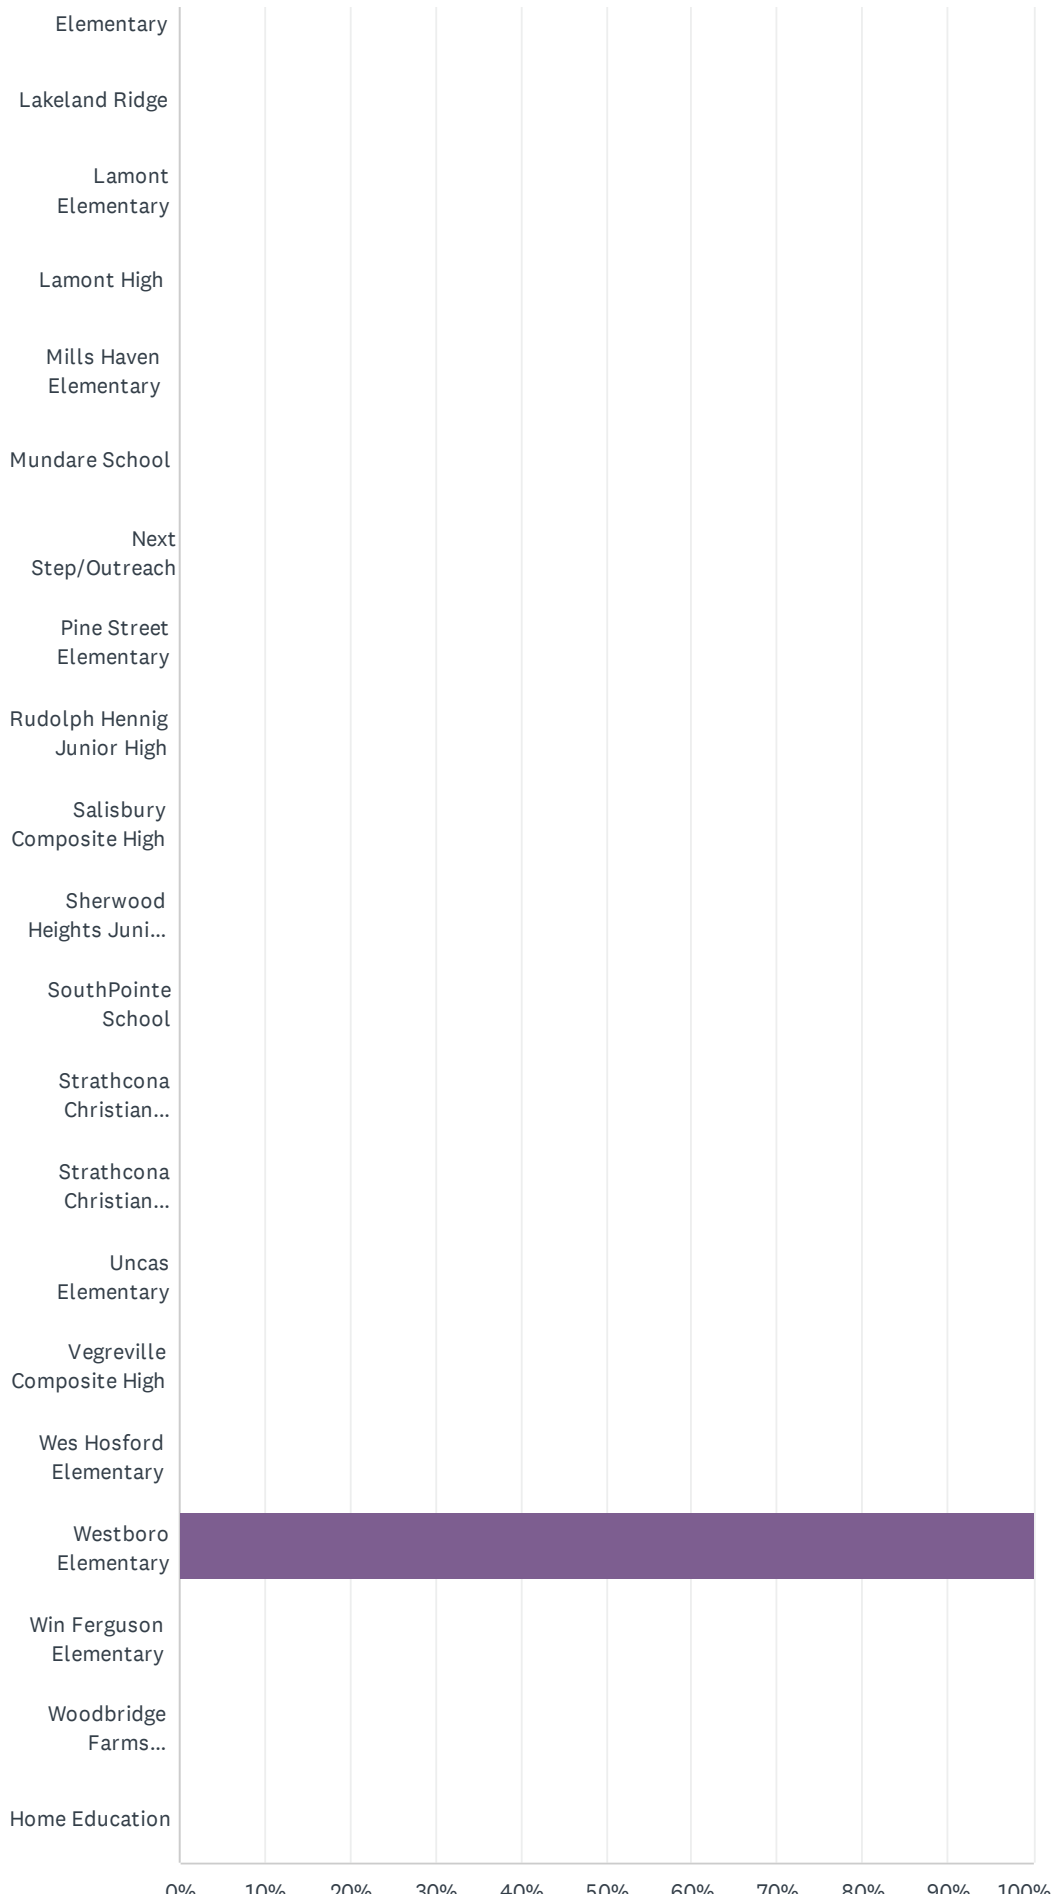 Elementary
Lakeland Ridge
Lamont
Elementary
Lamont High
Mills Haven
Elementary
Mundare School
Next
Step/Outreach
Pine Street
Elementary
Rudolph Hennig
Junior High
Salisbury
Composite High
Sherwood
Heights Juni...
SouthPointe
School
Strathcona
Christian...
Strathcona
Christian...
Uncas
Elementary
Vegreville
Composite High
Wes Hosford
Elementary
Westboro
Elementary
Win Ferguson
Elementary
Woodbridge
Farms...
Home Education
0% 10% 20% 30% 40% 50% 60% 70% 80% 90% 100%